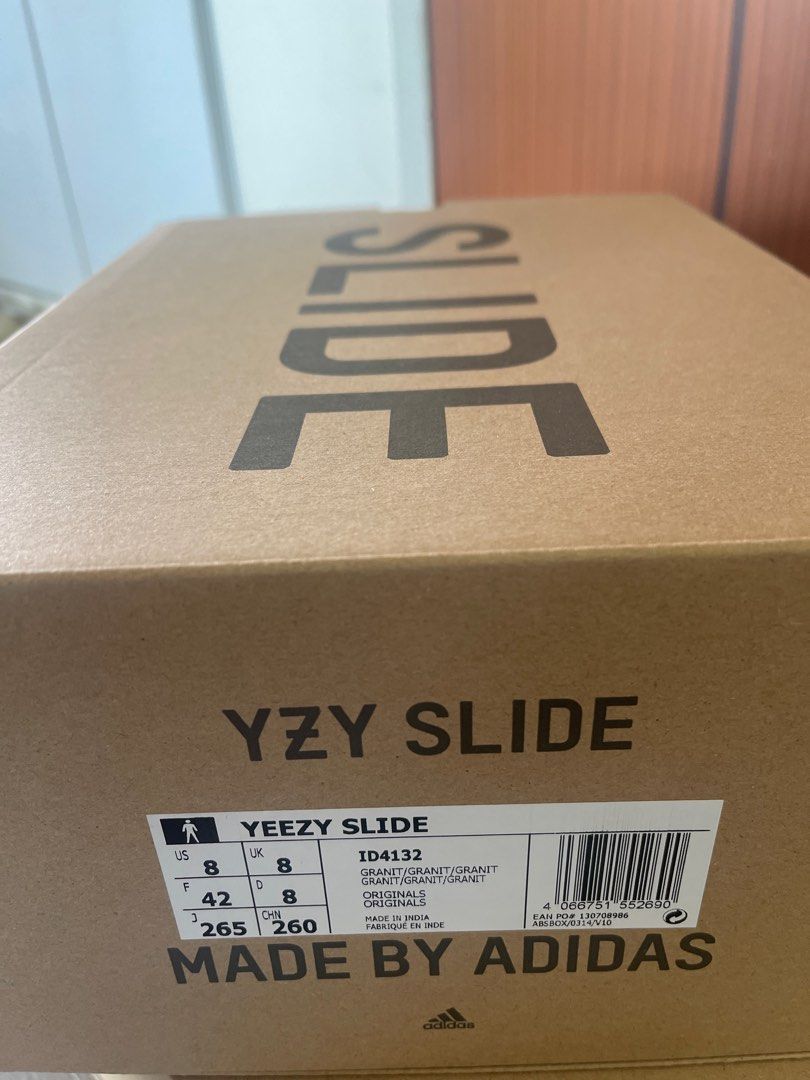 SLIDE
YZY SLIDE
YEEZY SLIDE
US 8 UK 8
F 42 D 8
J 265 CHN 260
ID4132
GRANIT/GRANIT/GRANIT
GRANIT/GRANIT/GRANIT
ORIGINALS
ORIGINALS
MADE IN INDIA
FABRIQUÉ EN INDE
4 066751 552690
EAN PO# 130708986
ABSBOX/0314/V10
MADE BY ADIDAS
adidas